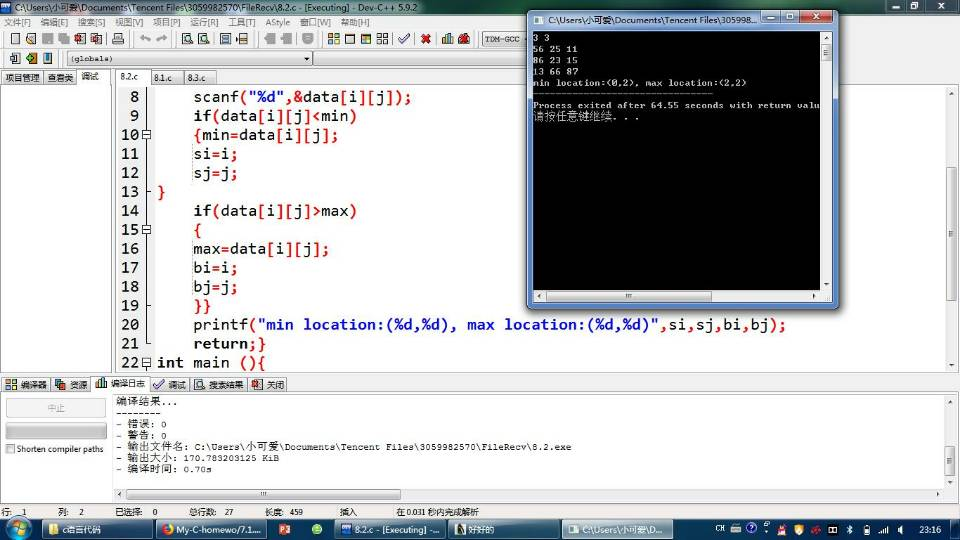 C:\Users\小可爱\Documents\Tencent Files\3059982570\FileRecv\8.2.c - [Executing] - Dev-C++ 5.9.2
文件[F] 编辑[E] 搜索[S] 视图[V] 项目[P] 运行[R] 工具[T] AStyle 窗口[W] 帮助[H]
TDM-GCC
(globals)
项目管理 查看类 调试
8.2.c 8.1.c 8.3.c
8 scanf("%d",&data[i][j]);
9 if(data[i][j]<min)
10 {min=data[i][j];
11 si=i;
12 sj=j;
13 }
14 if(data[i][j]>max)
15 {
16 max=data[i][j];
17 bi=i;
18 bj=j;
19 }}
20 printf("min location:(%d,%d), max location:(%d,%d)",si,sj,bi,bj);
21 return;}
22 int main (){
C:\Users\小可爱\Documents\Tencent Files\3059982570\FileRecv\8...
3 3
56 25 11
86 23 15
13 66 87
min location:(0,2), max location:(2,2)
--------------------------------
Process exited after 64.55 seconds with return valu
请按任意键继续. . .
编译器 资源 编译日志 调试 搜索结果 关闭
中止
Shorten compiler paths
编译结果...
--------
- 错误: 0
- 警告: 0
- 输出文件名: C:\Users\小可爱\Documents\Tencent Files\3059982570\FileRecv\8.2.exe
- 输出大小: 170.783203125 KiB
- 编译时间: 0.70s
行: 1 列: 2 已选择: 0 总行数: 27 长度: 459 插入 在 0.031 秒内完成解析
c语言代码 My-C-homewo/7.1.... 8.2.c - [Executing] -... 好好的 C:\Users\小可爱\D...
CH 23:16